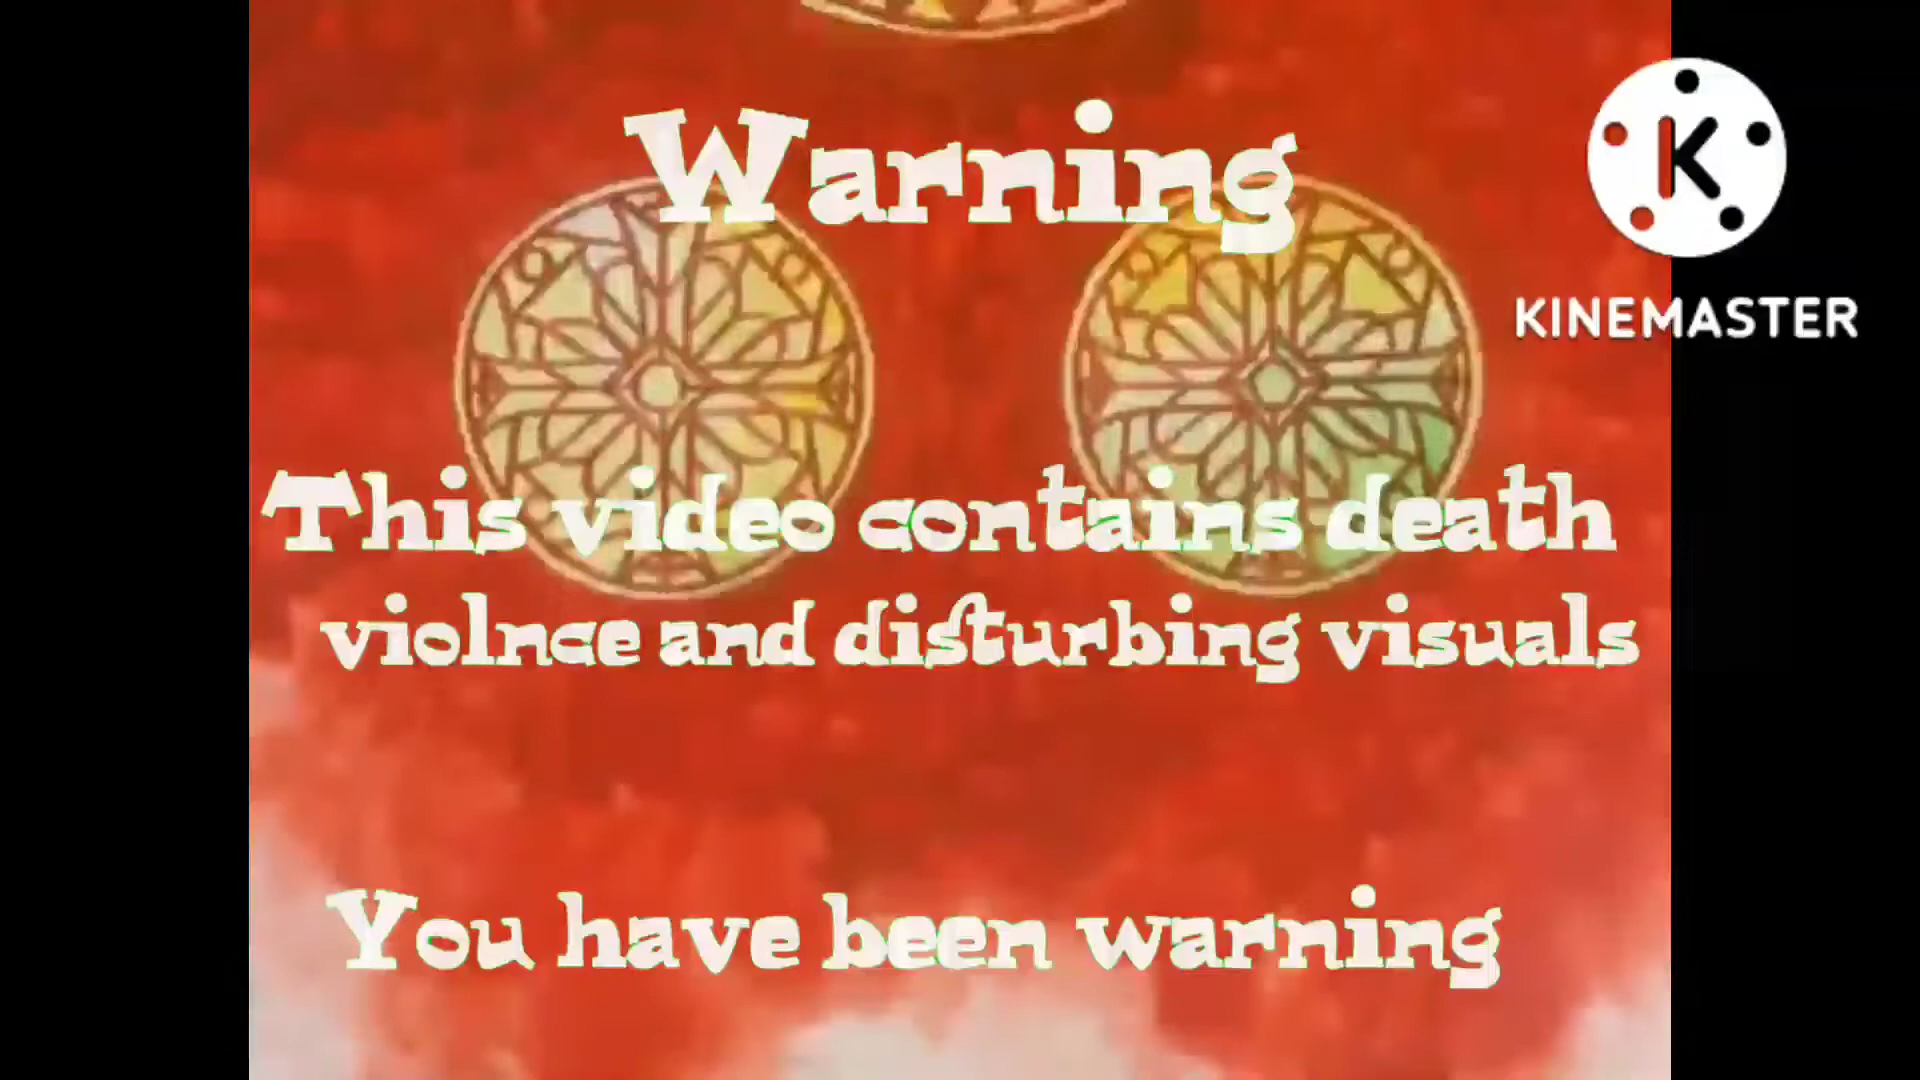 Warning
KINEMASTER
This video contains death
violnce and disturbing visuals
You have been warning